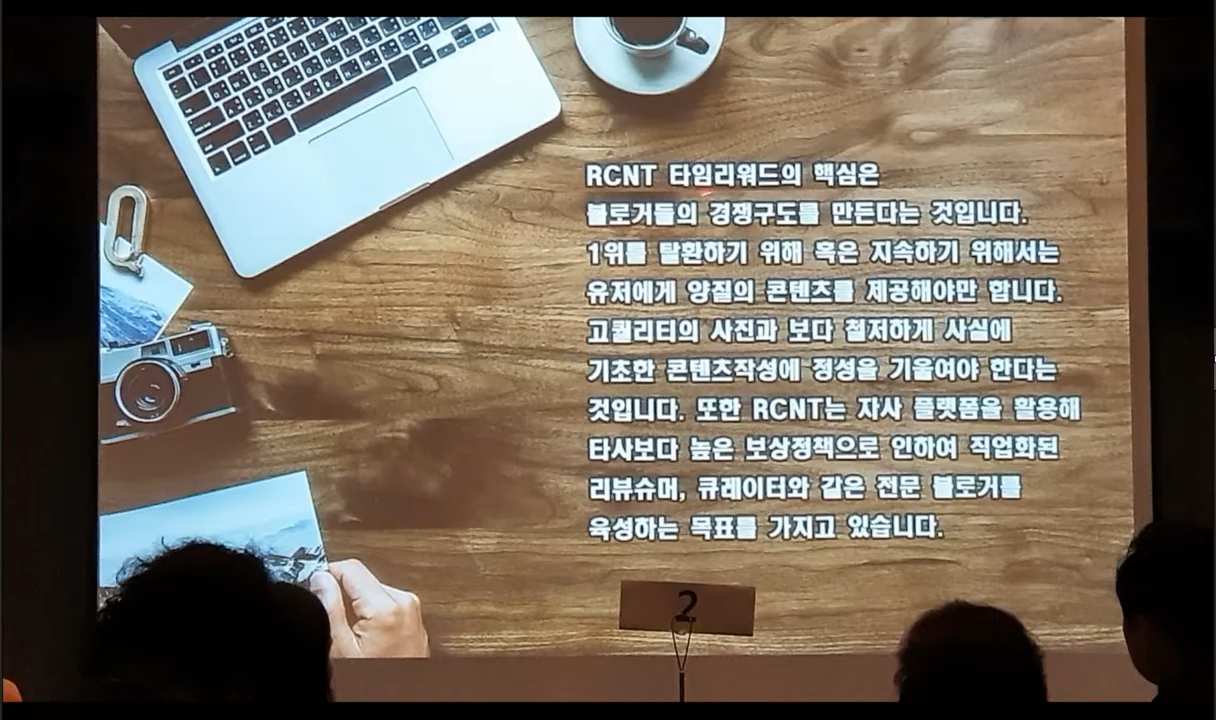 RCNT 타임리워드의 핵심은
블로거들의 경쟁구도를 만든다는 것입니다.
1위를 탈환하기 위해 혹은 지속하기 위해서는
유저에게 양질의 콘텐츠를 제공해야만 합니다.
고퀄리티의 사진과 보다 철저하게 사실에
기초한 콘텐츠작성에 정성을 기울여야 한다는
것입니다. 또한 RCNT는 자사 플랫폼을 활용해
타사보다 높은 보상정책으로 인하여 직업화된
리뷰슈머, 큐레이터와 같은 전문 블로거를
육성하는 목표를 가지고 있습니다.
2